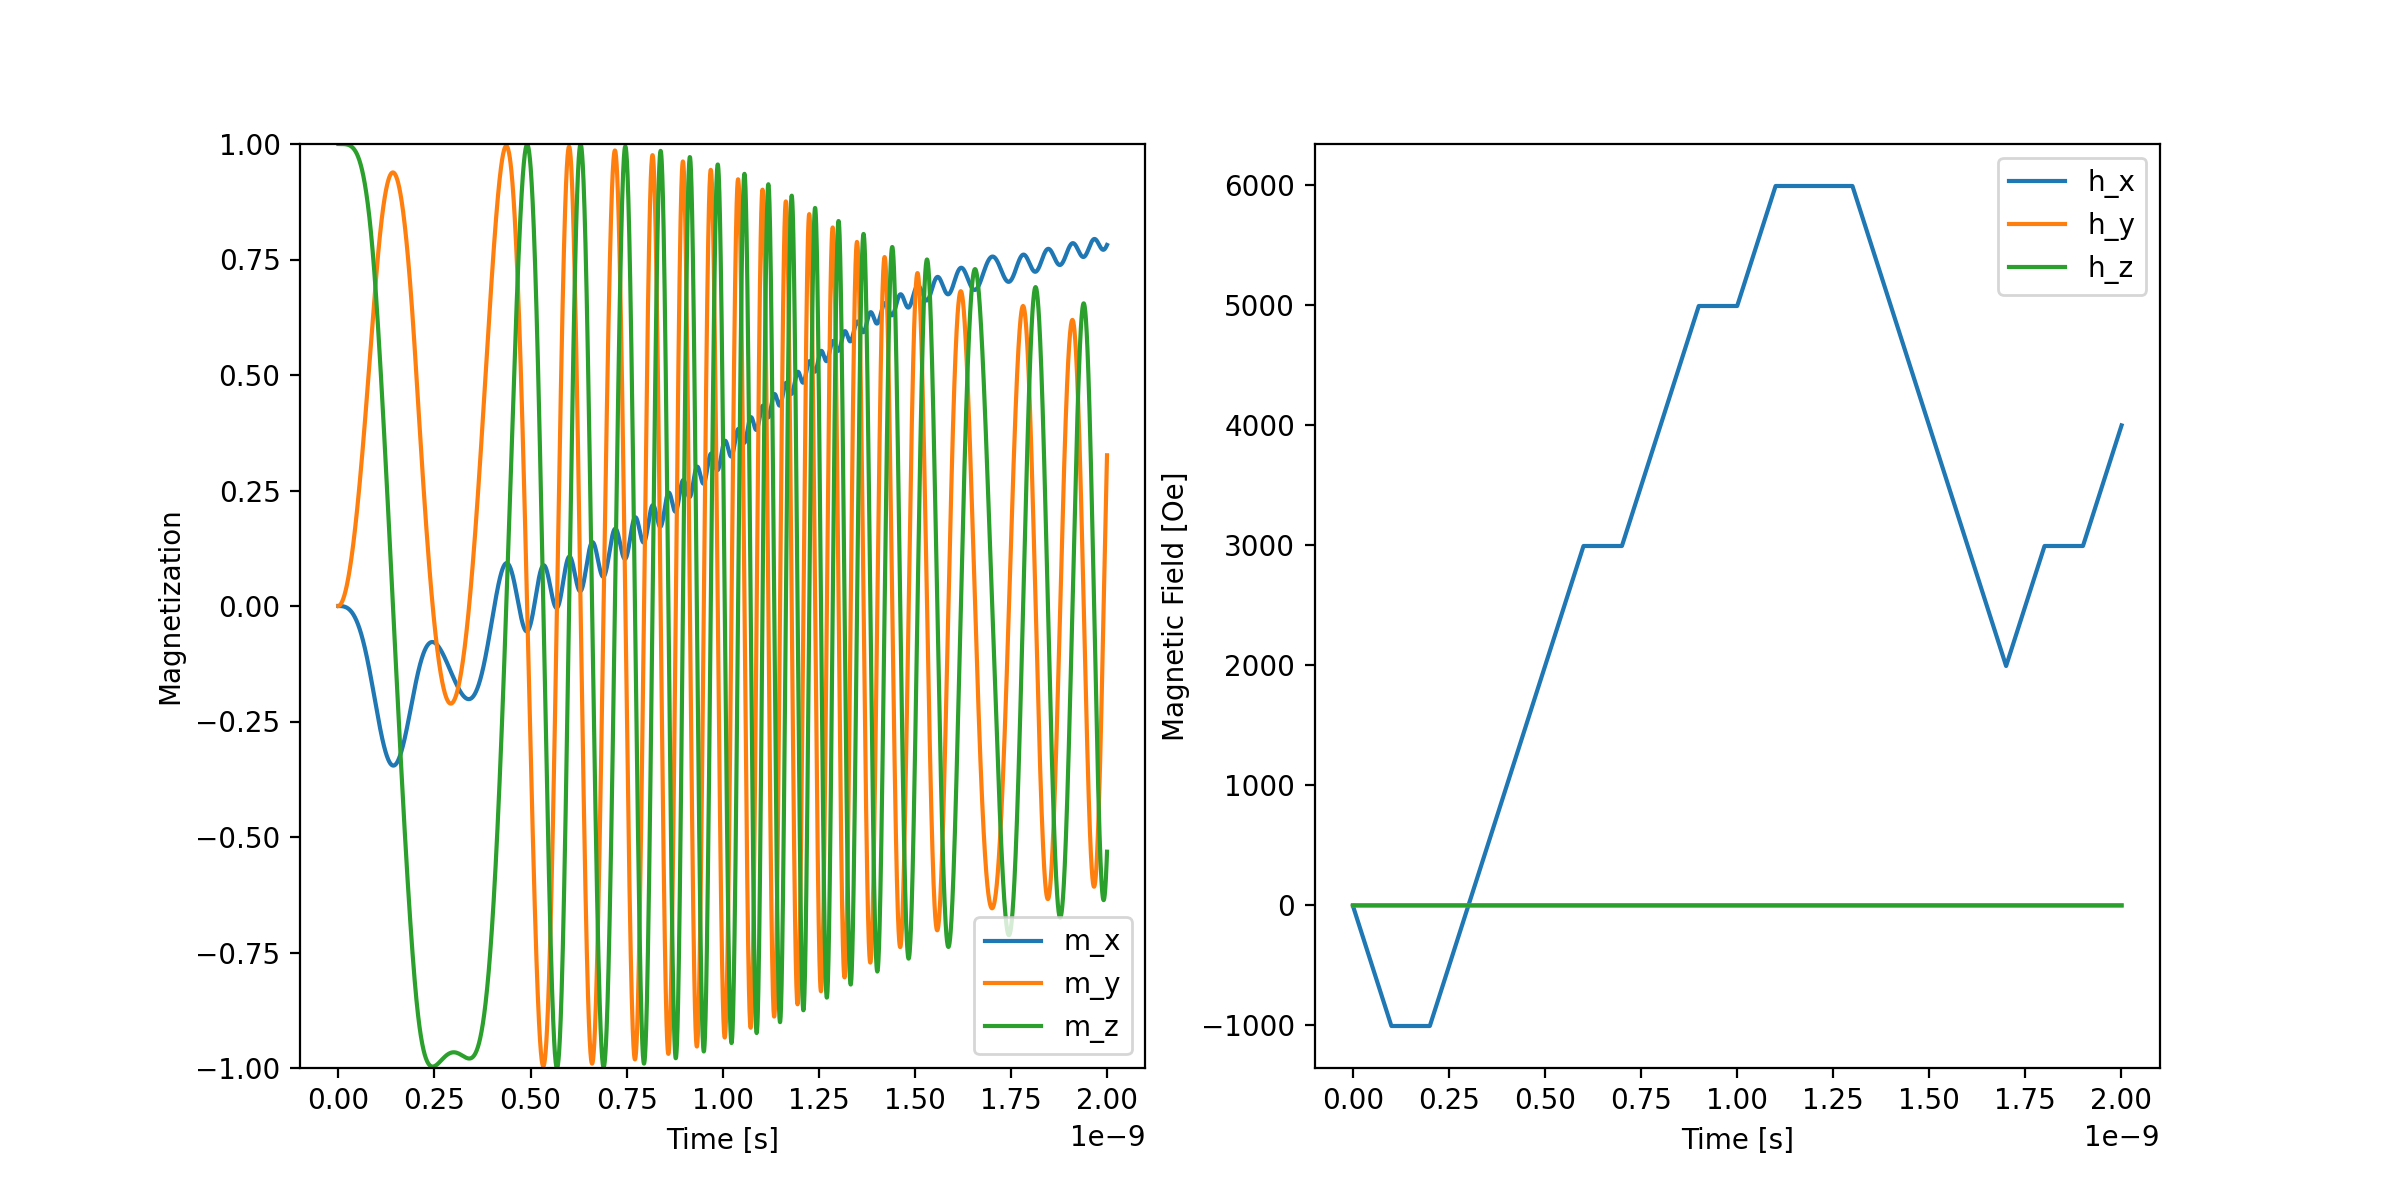 Magnetization
1.00
0.75
0.50
0.25
0.00
−0.25
−0.50
−0.75
−1.00
0.00 0.25 0.50 0.75 1.00 1.25 1.50 1.75 2.00
Time [s]
1e−9
m_x
m_y
m_z
Magnetic Field [Oe]
6000
5000
4000
3000
2000
1000
0
−1000
0.00 0.25 0.50 0.75 1.00 1.25 1.50 1.75 2.00
Time [s]
1e−9
h_x
h_y
h_z